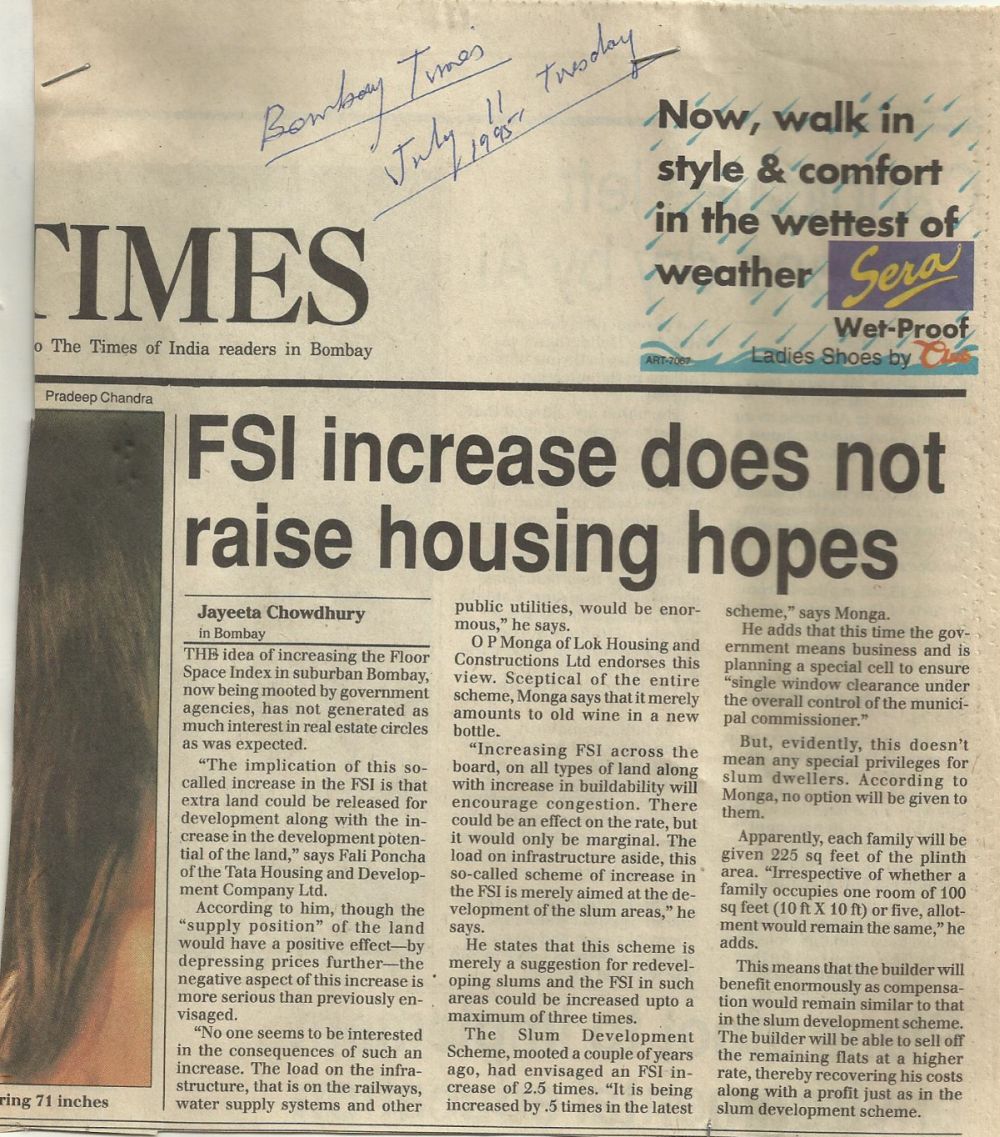 Bombay Times
July 11 1995, Tuesday
Now, walk in
style & comfort
in the wettest of
weather
Sera
Wet-Proof
ART-7067
Ladies Shoes by
TIMES
o The Times of India readers in Bombay
Pradeep Chandra
FSI increase does not
raise housing hopes
Jayeeta Chowdhury
in Bombay
THE idea of increasing the Floor
Space Index in suburban Bombay,
now being mooted by government
agencies, has not generated as
much interest in real estate circles
as was expected.
"The implication of this so-
called increase in the FSI is that
extra land could be released for
development along with the in-
crease in the development poten-
tial of the land," says Fali Poncha
of the Tata Housing and Develop-
ment Company Ltd.
According to him, though the
"supply position" of the land
would have a positive effect—by
depressing prices further—the
negative aspect of this increase is
more serious than previously en-
visaged.
"No one seems to be interested
in the consequences of such an
increase. The load on the infra-
structure, that is on the railways,
water supply systems and other
public utilities, would be enor-
mous," he says.
O P Monga of Lok Housing and
Constructions Ltd endorses this
view. Sceptical of the entire
scheme, Monga says that it merely
amounts to old wine in a new
bottle.
"Increasing FSI across the
board, on all types of land along
with increase in buildability will
encourage congestion. There
could be an effect on the rate, but
it would only be marginal. The
load on infrastructure aside, this
so-called scheme of increase in
the FSI is merely aimed at the de-
velopment of the slum areas," he
says.
He states that this scheme is
merely a suggestion for redevel-
oping slums and the FSI in such
areas could be increased upto a
maximum of three times.
The Slum Development
Scheme, mooted a couple of years
ago, had envisaged an FSI in-
crease of 2.5 times. "It is being
increased by .5 times in the latest
scheme," says Monga.
He adds that this time the gov-
ernment means business and is
planning a special cell to ensure
"single window clearance under
the overall control of the munici-
pal commissioner."
But, evidently, this doesn't
mean any special privileges for
slum dwellers. According to
Monga, no option will be given to
them.
Apparently, each family will be
given 225 sq feet of the plinth
area. "Irrespective of whether a
family occupies one room of 100
sq feet (10 ft X 10 ft) or five, allot-
ment would remain the same," he
adds.
This means that the builder will
benefit enormously as compensa-
tion would remain similar to that
in the slum development scheme.
The builder will be able to sell off
the remaining flats at a higher
rate, thereby recovering his costs
along with a profit just as in the
slum development scheme.
ring 71 inches